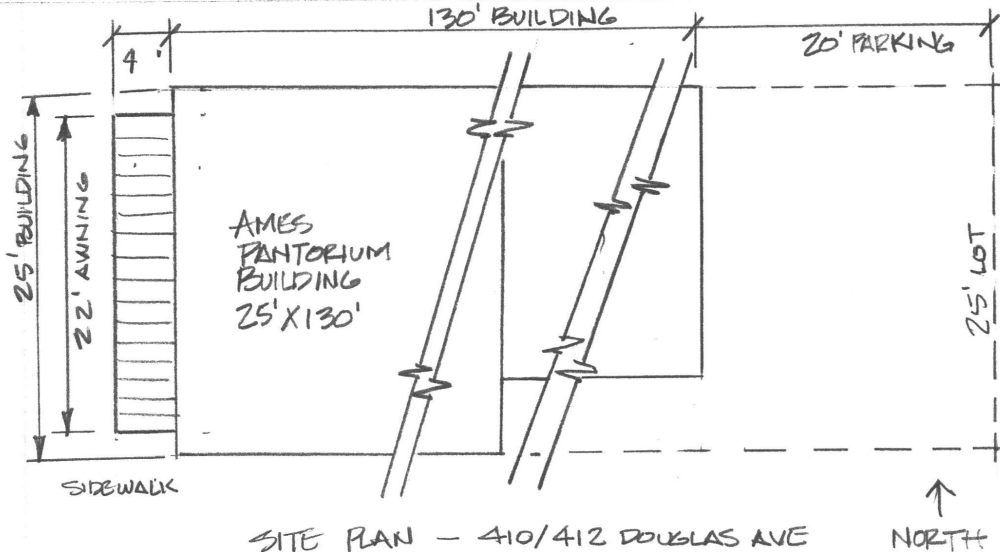 130' BUILDING
20' PARKING
4'
25' BUILDING
22' AWNING
AMES
PANTORIUM
BUILDING
25'X130'
25' LOT
SIDEWALK
SITE PLAN – 410/412 DOUGLAS AVE
NORTH